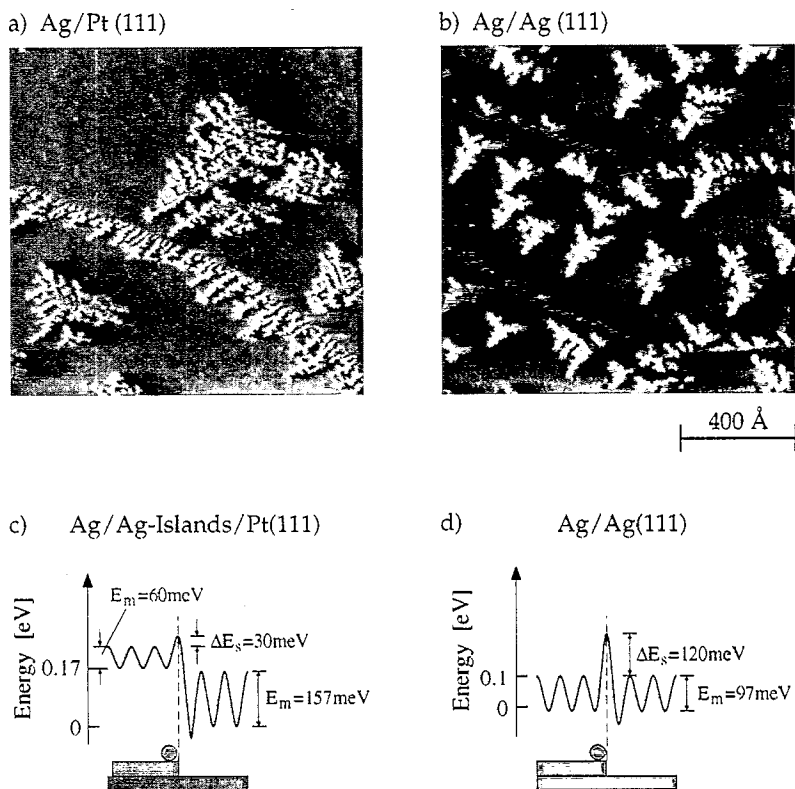 a) Ag/Pt (111)
b) Ag/Ag (111)
400 Å
c) Ag/Ag-Islands/Pt(111)
Energy [eV]
0.17
0
E_m=60meV
ΔE_s=30meV
E_m=157meV
d) Ag/Ag(111)
Energy [eV]
0.1
0
ΔE_s=120meV
E_m=97meV